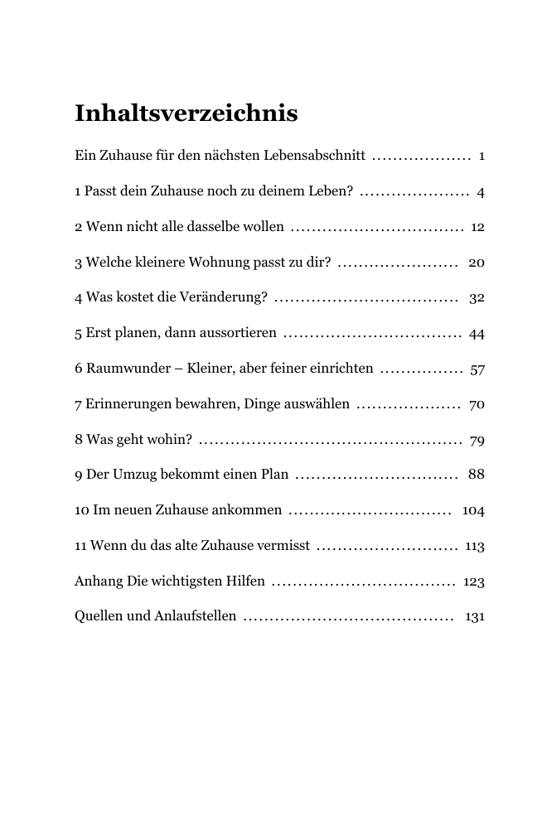 Inhaltsverzeichnis
Ein Zuhause für den nächsten Lebensabschnitt ................... 1
1 Passt dein Zuhause noch zu deinem Leben? ..................... 4
2 Wenn nicht alle dasselbe wollen ................................. 12
3 Welche kleinere Wohnung passt zu dir? ....................... 20
4 Was kostet die Veränderung? ................................... 32
5 Erst planen, dann aussortieren .................................. 44
6 Raumwunder – Kleiner, aber feiner einrichten ................ 57
7 Erinnerungen bewahren, Dinge auswählen .................... 70
8 Was geht wohin? .................................................. 79
9 Der Umzug bekommt einen Plan ............................... 88
10 Im neuen Zuhause ankommen ............................... 104
11 Wenn du das alte Zuhause vermisst ........................... 113
Anhang Die wichtigsten Hilfen ................................... 123
Quellen und Anlaufstellen ........................................ 131